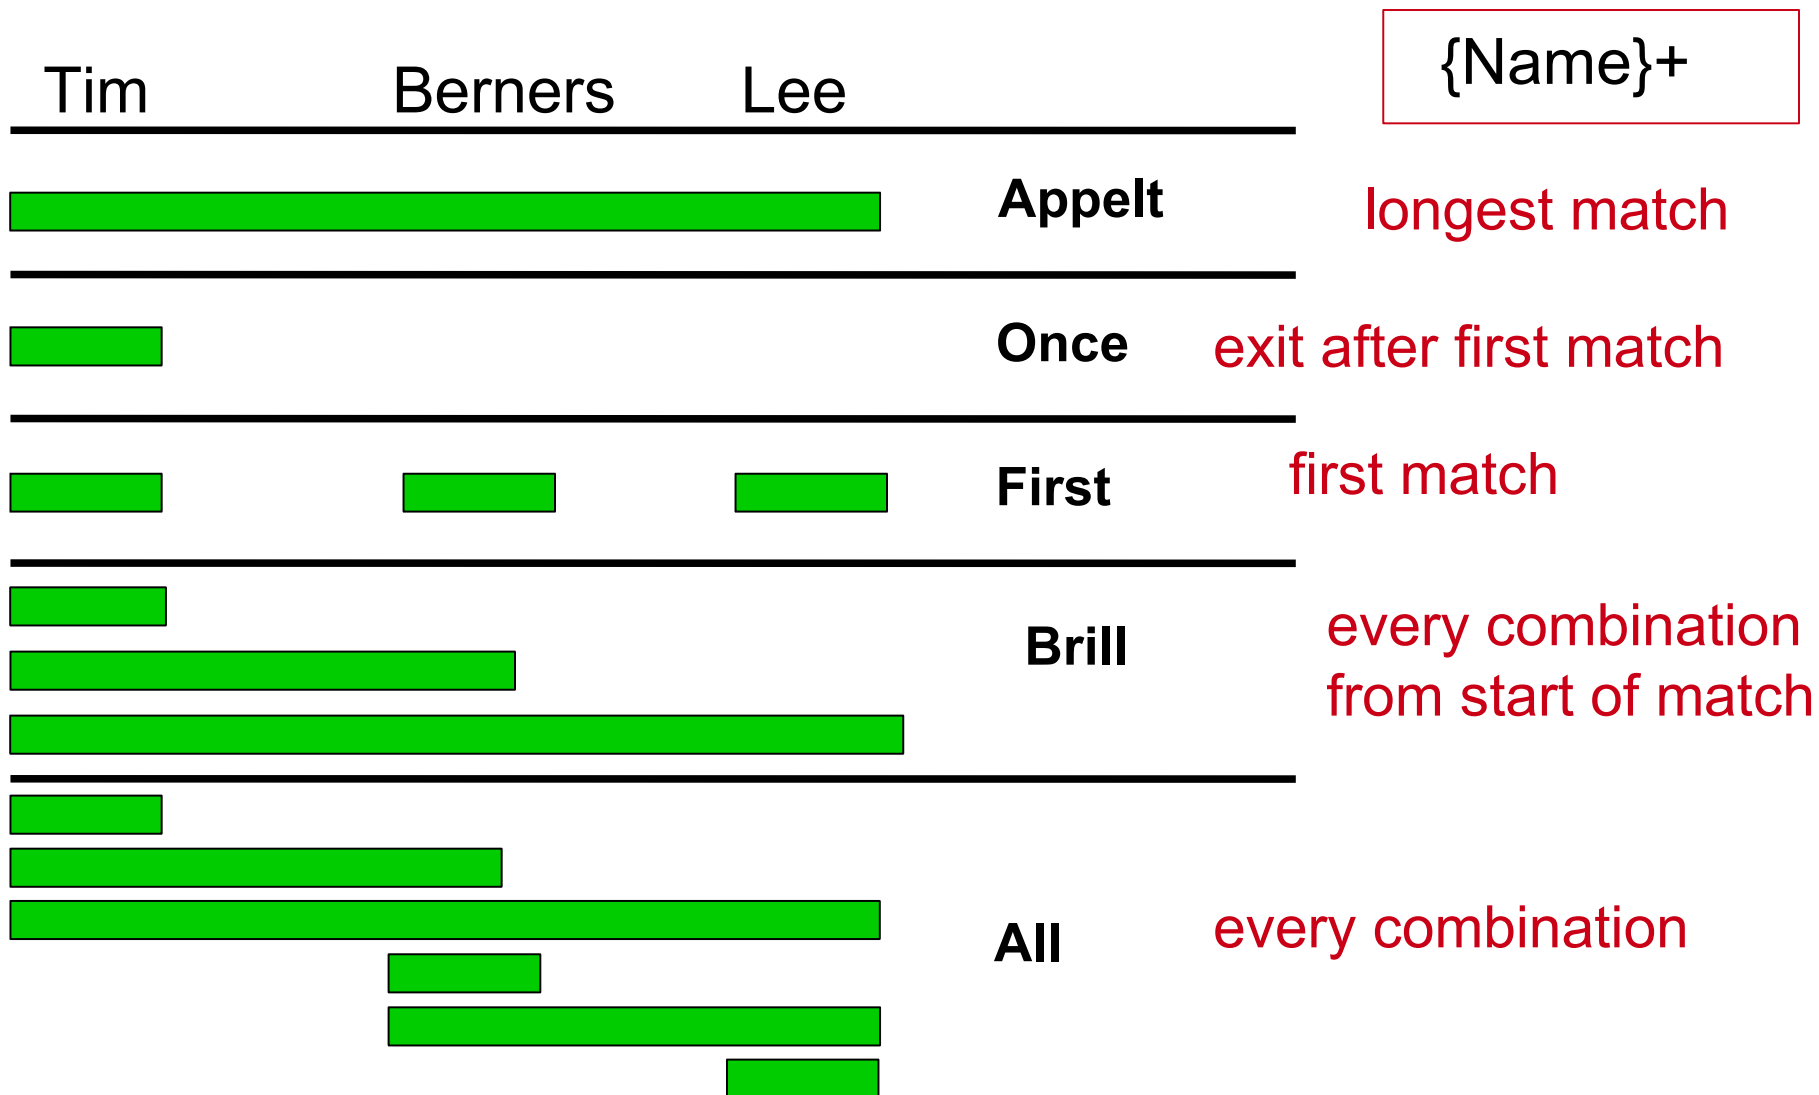 Tim Berners Lee {Name}+
Appelt longest match
Once exit after first match
First first match
Brill every combination
from start of match
All every combination